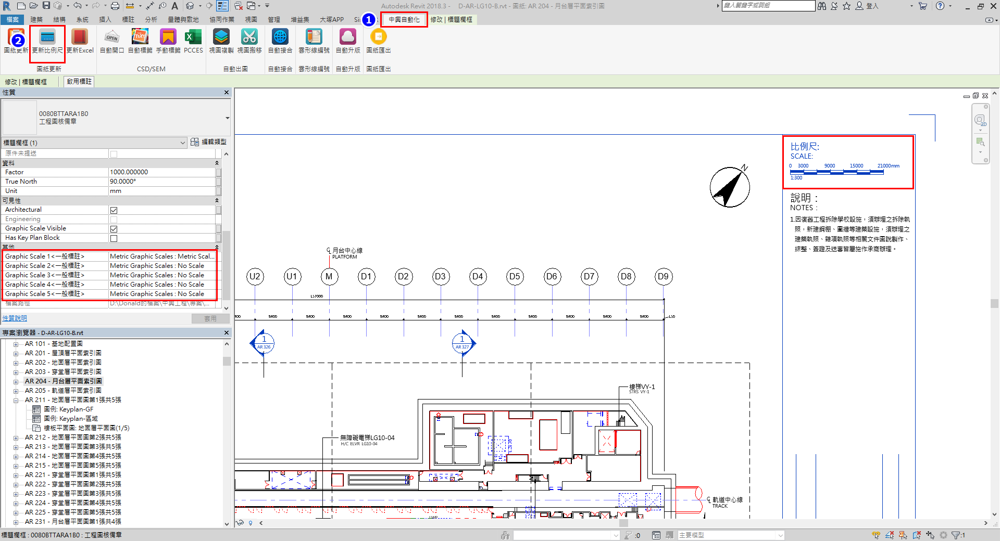 Autodesk Revit 2018.3 -    D-AR-LG10-B.rvt - 圖紙: AR 204 - 月台層平面索引圖
鍵入關鍵字或詞組
登入
檔案 建築 結構 系統 插入 標註 分析 量體與敷地 協同作業 視圖 管理 增益集 大塚APP 1 中興自動化 修改 | 標題欄框
2
圖紙更新 更新比例尺 更新Excel 自動開口 自動標籤 手動標籤 PCCES 視圖複製 視圖搬移 自動接合 雲形線編號 自動升版 圖紙匯出
OPEN
TEXT
圖紙更新 CSD/SEM 自動出圖 自動接合 雲形線編號 自動升版 圖紙匯出
修改 | 標題欄框 啟用標註
性質
0080BTTARA1B0
工程圖核備章
標題欄框 (1) 編輯類型
原件未提送
資料
Factor 1000.000000
True North 90.0000°
Unit mm
可見性
Architectural
Engineering
Graphic Scale Visible
Has Key Plan Block
其他
Graphic Scale 1<一般標註> Metric Graphic Scales : Metric Scal...
Graphic Scale 2<一般標註> Metric Graphic Scales : No Scale
Graphic Scale 3<一般標註> Metric Graphic Scales : No Scale
Graphic Scale 4<一般標註> Metric Graphic Scales : No Scale
Graphic Scale 5<一般標註> Metric Graphic Scales : No Scale
檔案路徑 D:\Donald的檔案\中興工程\專案\...
性質說明 套用
專案瀏覽器 - D-AR-LG10-B.rvt
AR 101 - 基地配置圖
AR 201 - 屋頂層平面索引圖
AR 202 - 地面層平面索引圖
AR 203 - 穿堂層平面索引圖
AR 204 - 月台層平面索引圖
AR 205 - 軌道層平面索引圖
AR 211 - 地面層平面圖第1張共5張
圖例: Keyplan-GF
圖例: Keyplan-區域
樓板平面圖: 地面層平面圖(1/5)
AR 212 - 地面層平面圖第2張共5張
AR 213 - 地面層平面圖第3張共5張
AR 214 - 地面層平面圖第4張共5張
AR 215 - 地面層平面圖第5張共5張
AR 221 - 穿堂層平面圖第1張共5張
AR 222 - 穿堂層平面圖第2張共5張
AR 223 - 穿堂層平面圖第3張共5張
AR 224 - 穿堂層平面圖第4張共5張
AR 225 - 穿堂層平面圖第5張共5張
AR 231 - 月台層平面圖第1張共4張
2D
N
比例尺:
SCALE:
0 3000 9000 15000 21000mm
1:300
說明：
NOTES：
1.因復舊工程拆除學校設施，須辦理之拆除執
照，新建鋼棚、圍牆等建築設施，須辦理之
建築執照、雜項執照等相關文件圖說製作、
綜整、簽證及送審皆屬施作承商辦理。
月台中心線
PLATFORM
U2 U1 M D1 D2 D3 D4 D5 D6 D7 D8 D9
8400 8400 8400 8400 8400 8400 8400 8400 8400 8400 8400
1
AR 326
1
AR 327
樓梯VY-1
STRS VY-1
無障礙電梯LG10-04
H/C ELVR LG10-04
軌道中心線
TRACK
標題欄框 : 0080BTTARA1B0 : 工程圖核備章
:0
主要模型
:1